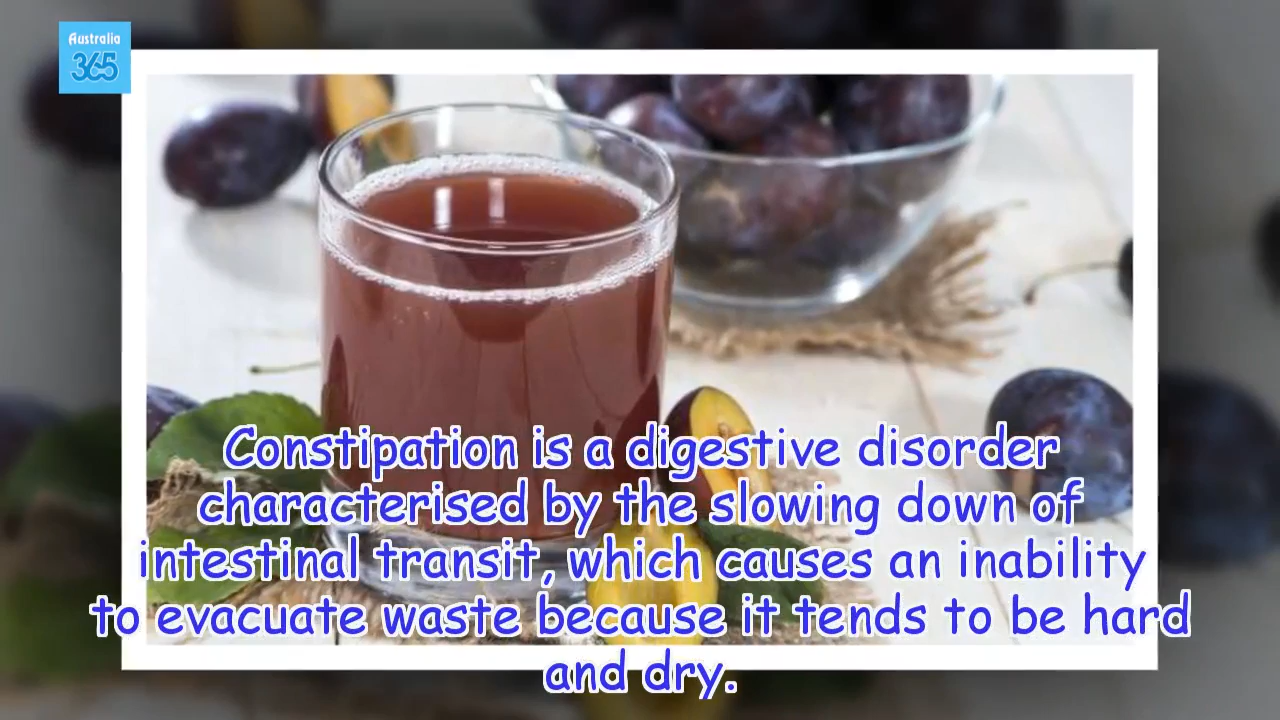 Australia
365
Constipation is a digestive disorder
characterised by the slowing down of
intestinal transit, which causes an inability
to evacuate waste because it tends to be hard
and dry.